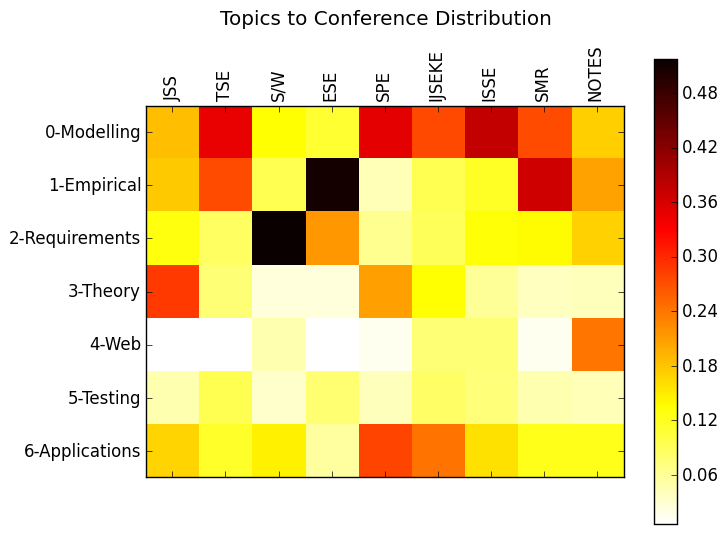 Topics to Conference Distribution
JSS
TSE
S/W
ESE
SPE
IJSEKE
ISSE
SMR
NOTES
0-Modelling
1-Empirical
2-Requirements
3-Theory
4-Web
5-Testing
6-Applications
0.48
0.42
0.36
0.30
0.24
0.18
0.12
0.06